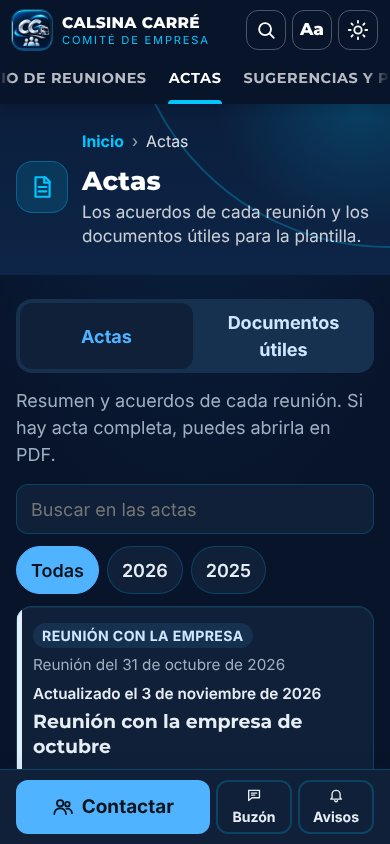 CALSINA CARRÉ
COMITÉ DE EMPRESA
Aa
IO DE REUNIONES ACTAS SUGERENCIAS Y P
Inicio › Actas
Actas
Los acuerdos de cada reunión y los
documentos útiles para la plantilla.
Actas
Documentos
útiles
Resumen y acuerdos de cada reunión. Si
hay acta completa, puedes abrirla en
PDF.
Buscar en las actas
Todas 2026 2025
REUNIÓN CON LA EMPRESA
Reunión del 31 de octubre de 2026
Actualizado el 3 de noviembre de 2026
Reunión con la empresa de
octubre
Contactar
Buzón
Avisos